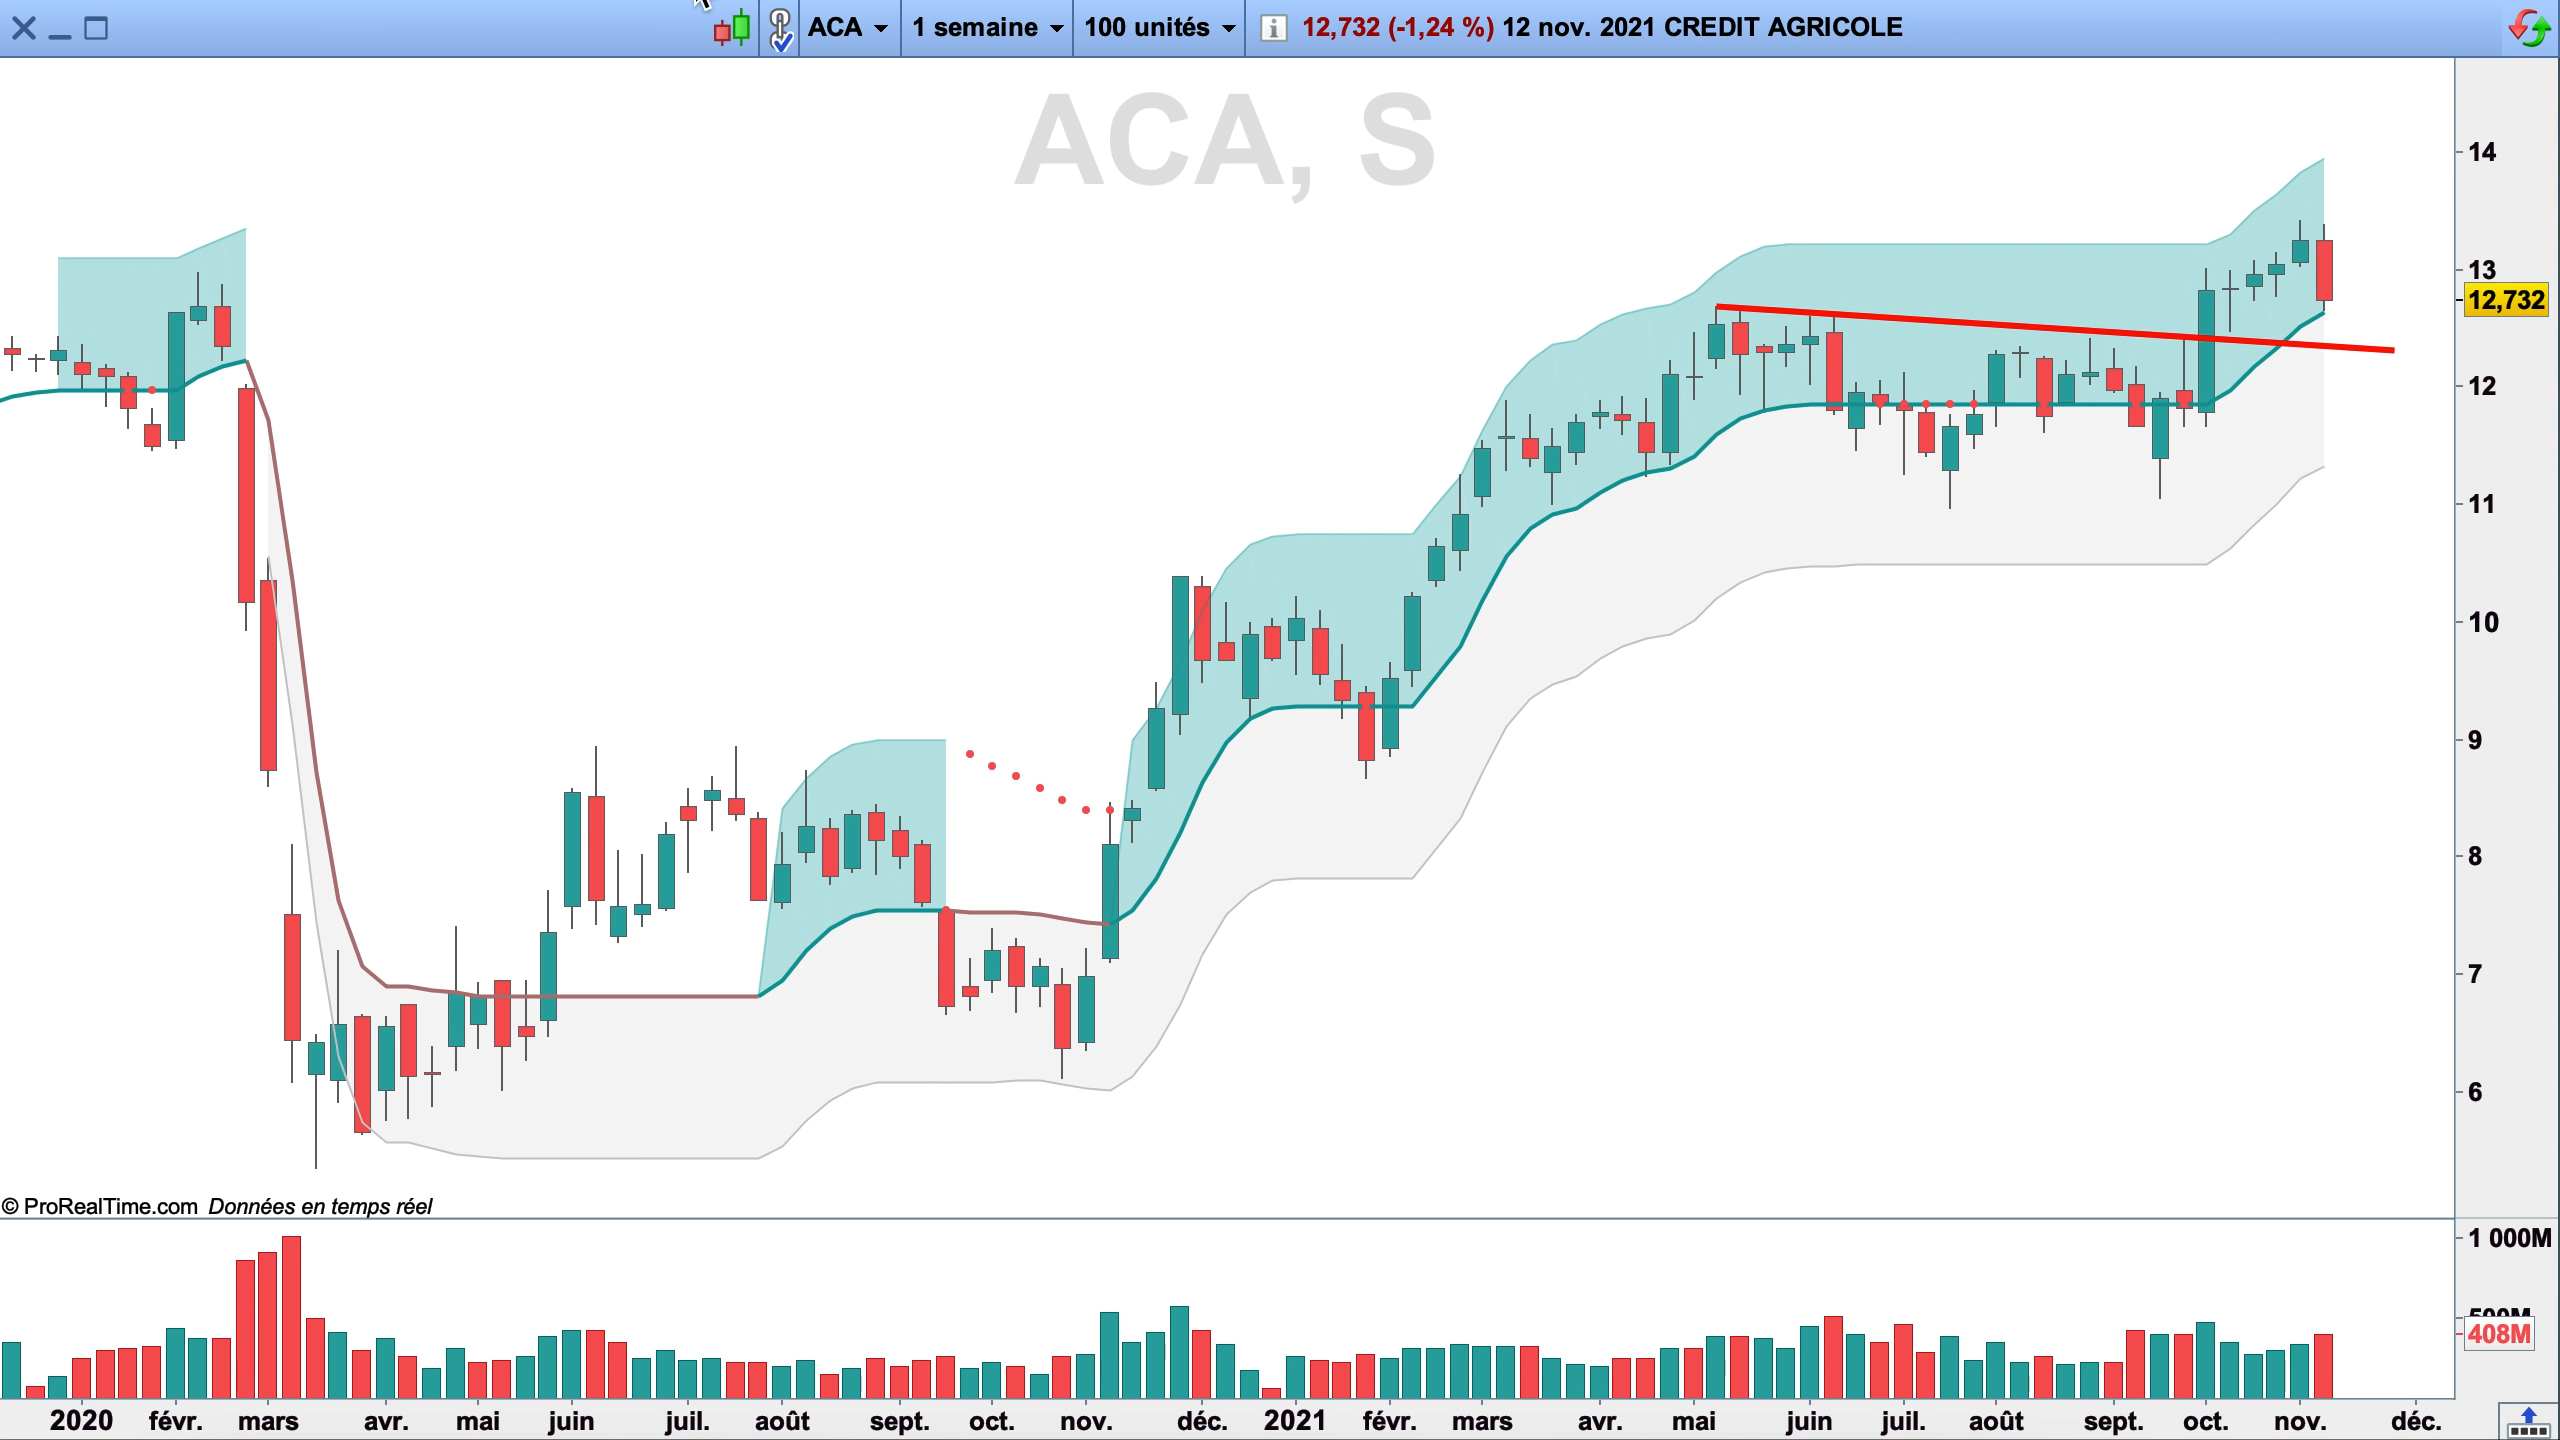 ACA 1 semaine 100 unités 12,732 (-1,24 %) 12 nov. 2021 CREDIT AGRICOLE
ACA, S
14
13
12,732
12
11
10
9
8
7
6
© ProRealTime.com Données en temps réel
1 000M
500M
408M
2020 févr. mars avr. mai juin juil. août sept. oct. nov. déc. 2021 févr. mars avr. mai juin juil. août sept. oct. nov. déc.